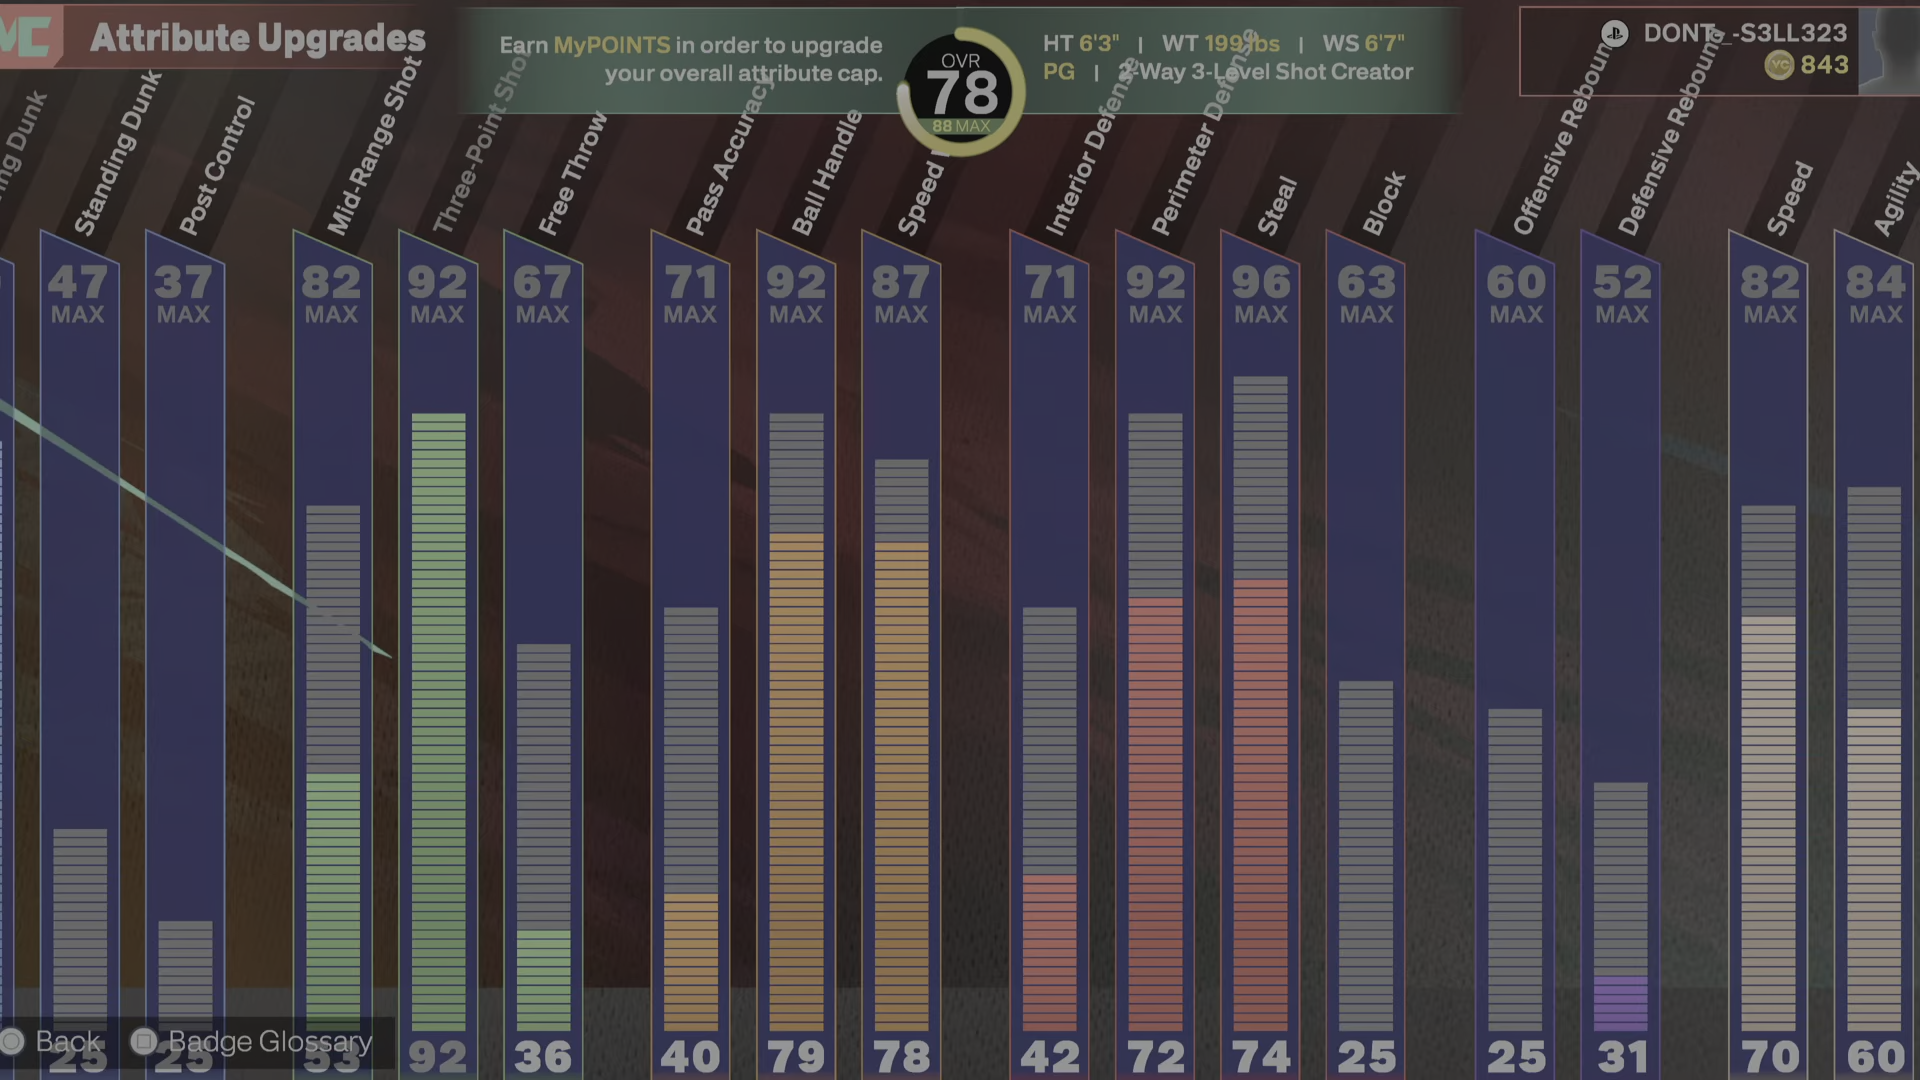 Attribute Upgrades
Earn MyPOINTS in order to upgrade
your overall attribute cap.
OVR
78
88 MAX
HT 6'3" | WT 199lbs | WS 6'7"
PG | 2-Way 3-Level Shot Creator
843
Standing Dunk
Post Control
Mid-Range Shot
Three-Point Shot
Free Throw
Pass Accuracy
Ball Handle
Speed
Interior Defense
Perimeter Defense
Steal
Block
Offensive Rebound
Defensive Rebound
Speed
Agility
47 37 82 92 67 71 92 87 71 92 96 63 60 52 82 84
MAX MAX MAX MAX MAX MAX MAX MAX MAX MAX MAX MAX MAX MAX MAX MAX
Back Badge Glossary
25 25 53 92 36 40 79 78 42 72 74 25 25 31 70 60